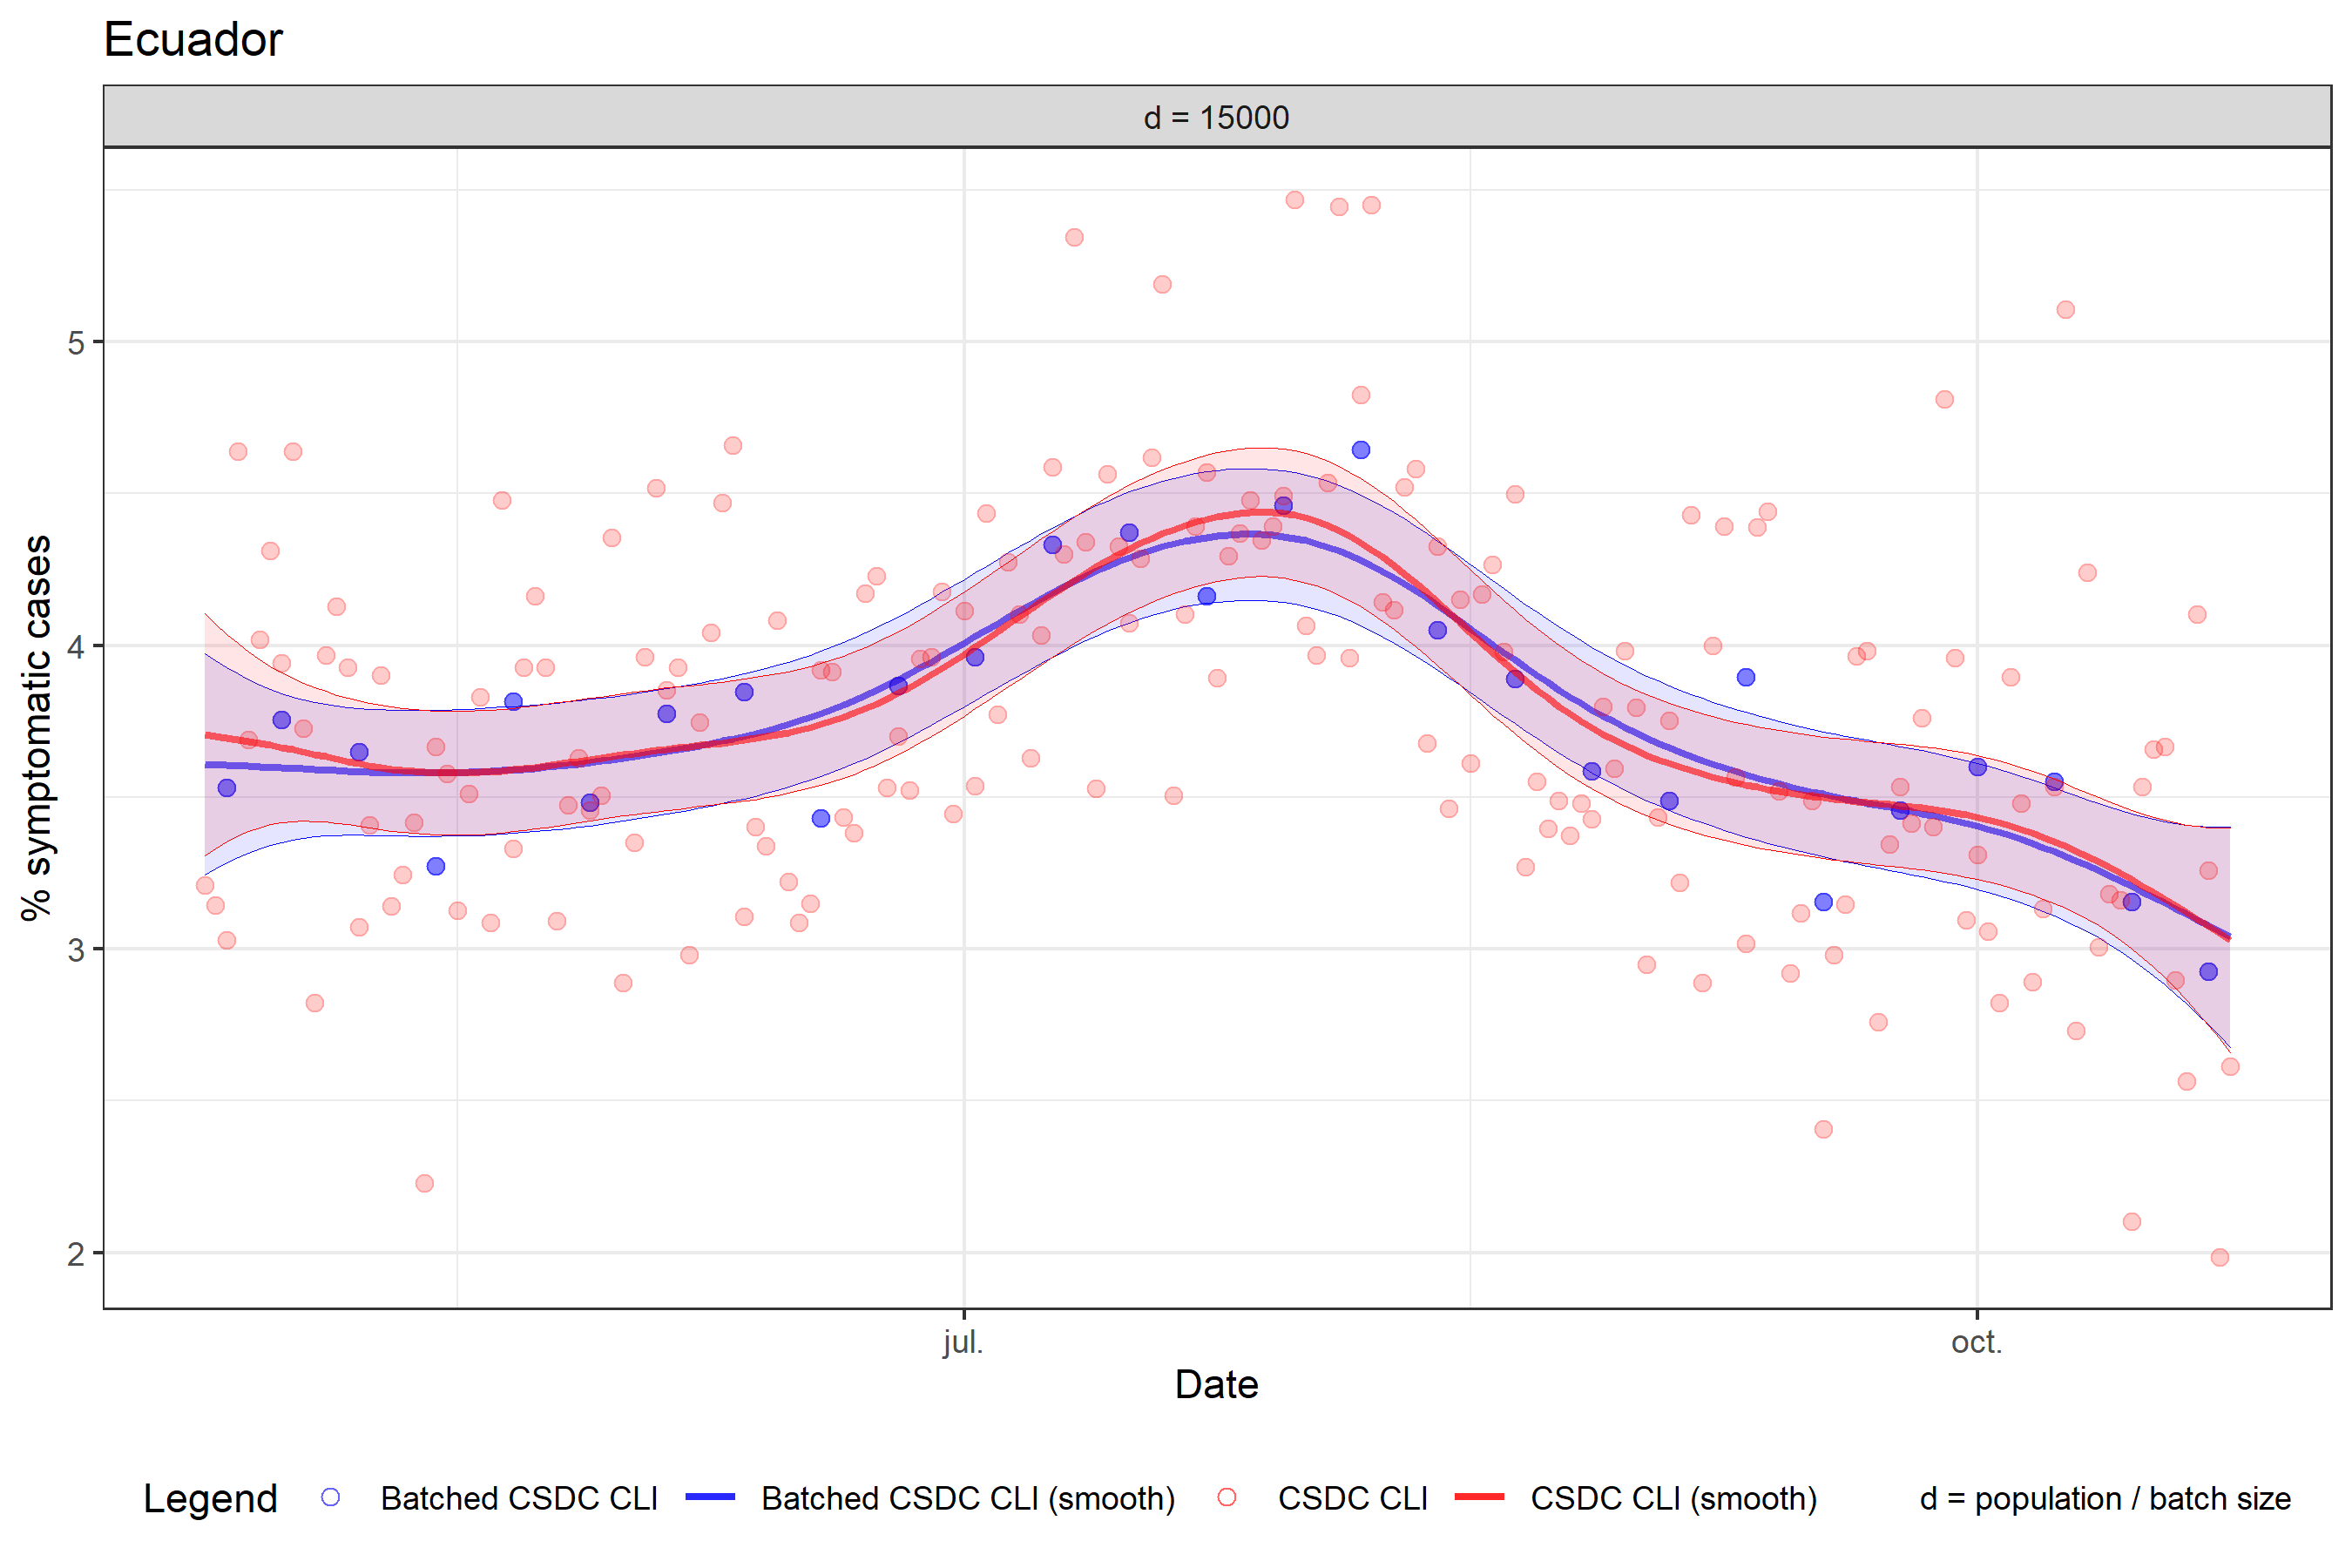 Ecuador
d = 15000
% symptomatic cases
5
4
3
2
jul.
oct.
Date
Legend
Batched CSDC CLI
Batched CSDC CLI (smooth)
CSDC CLI
CSDC CLI (smooth)
d = population / batch size